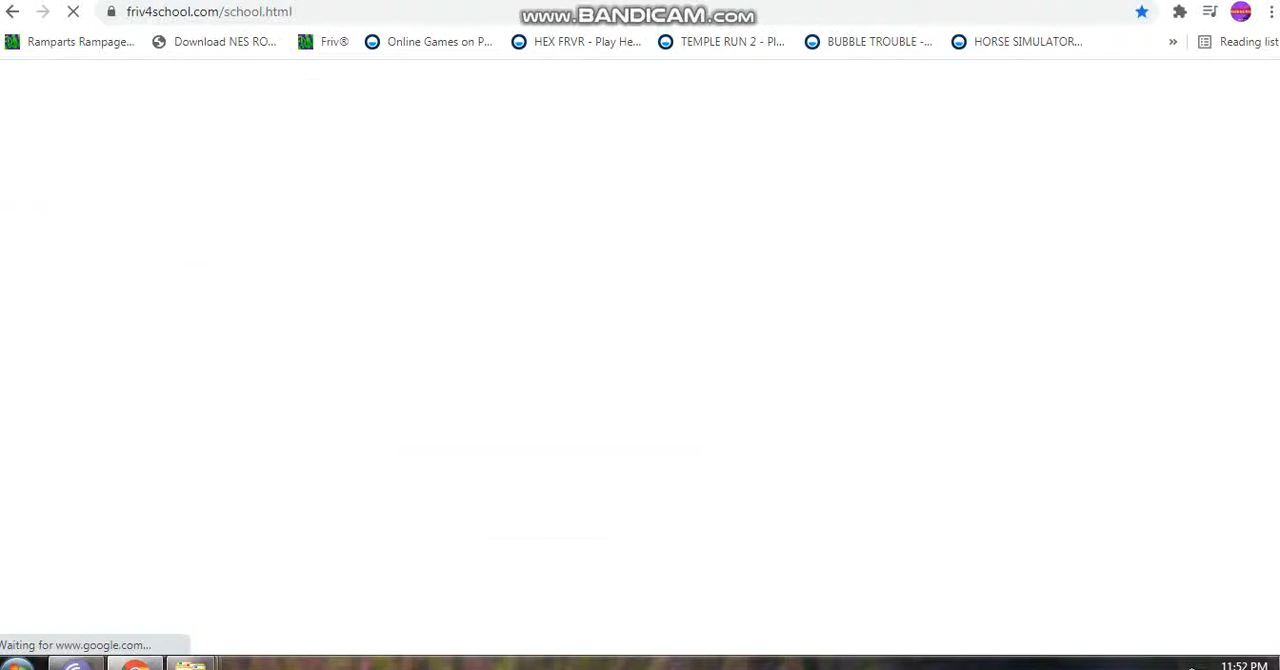 friv4school.com/school.html
www.BANDICAM.com
Ramparts Rampage... Download NES RO... Friv® Online Games on P... HEX FRVR - Play He... TEMPLE RUN 2 - Pl... BUBBLE TROUBLE -... HORSE SIMULATOR... » Reading list
Waiting for www.google.com...
11:52 PM